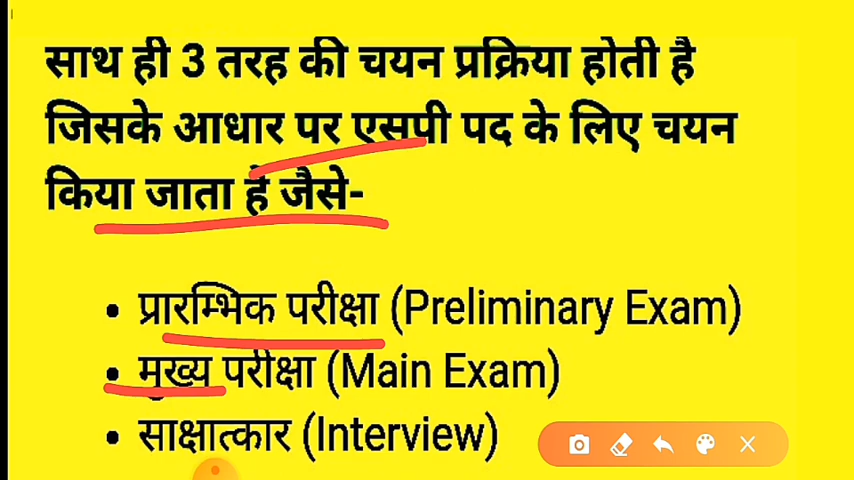 साथ ही 3 तरह की चयन प्रक्रिया होती है
जिसके आधार पर एसपी पद के लिए चयन
किया जाता है जैसे-
• प्रारम्भिक परीक्षा (Preliminary Exam)
• मुख्य परीक्षा (Main Exam)
• साक्षात्कार (Interview)